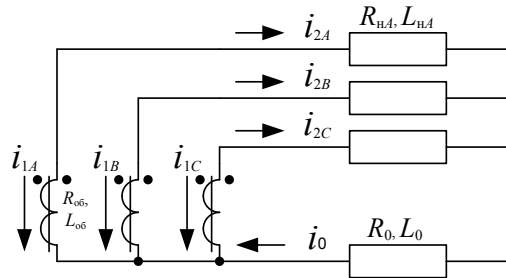 i₂A RнA, LнA
i₂B
i₂C
i₁A i₁B i₁C
Rоб,
Lоб
i₀ R₀, L₀